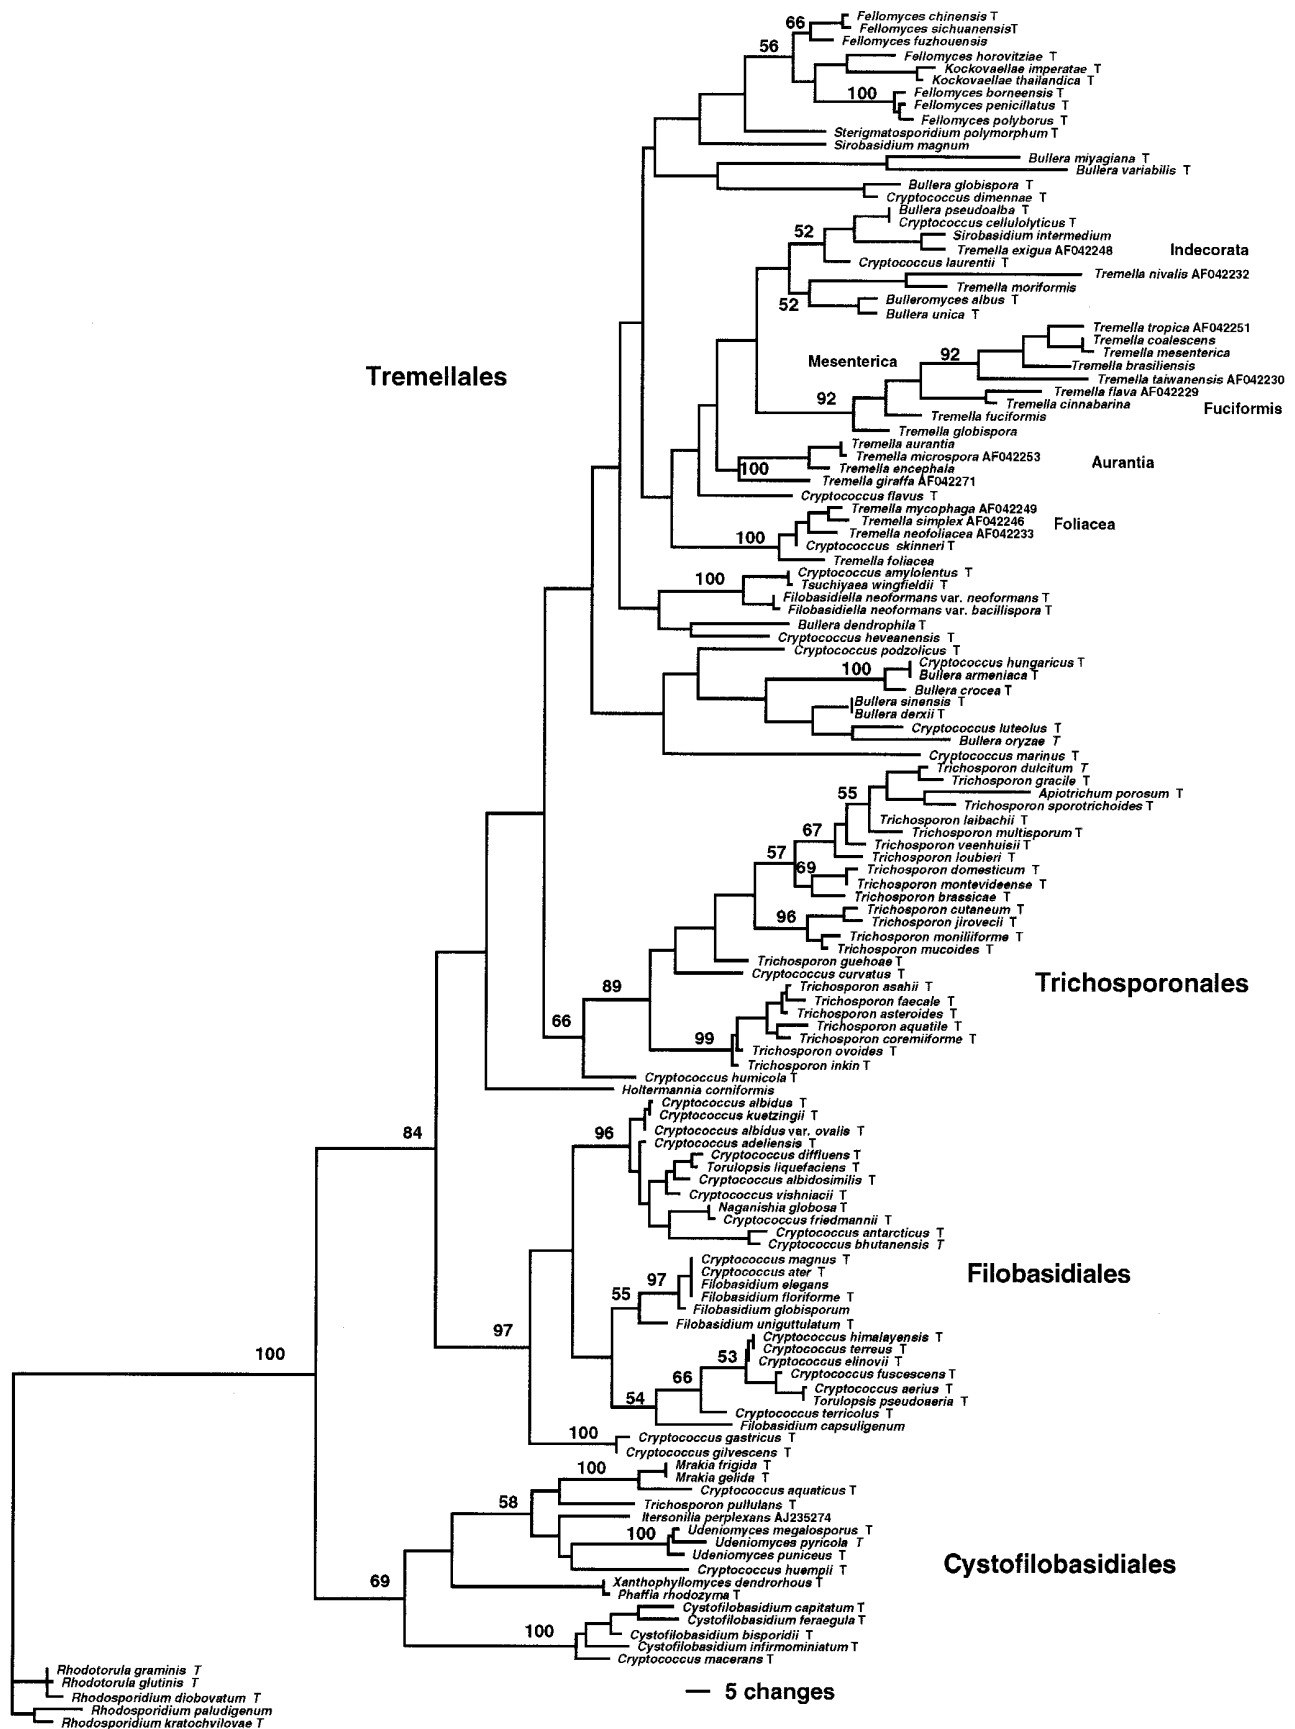 66
Fellomyces chinensis T
Fellomyces sichuanensisT
Fellomyces fuzhouensis
56
Fellomyces horovitziae T
Kockovaellae imperatae T
Kockovaellae thailandica T
100
Fellomyces borneensis T
Fellomyces penicillatus T
Fellomyces polyborus T
Sterigmatosporidium polymorphum T
Sirobasidium magnum
Bullera miyagiana T
Bullera variabilis T
Bullera globispora T
Cryptococcus dimennae T
Bullera pseudoalba T
Cryptococcus cellulolyticus T
52
Sirobasidium intermedium
Tremella exigua AF042248
Indecorata
Cryptococcus laurentii T
Tremella nivalis AF042232
Tremella moriformis
52
Bulleromyces albus T
Bullera unica T
Tremella tropica AF042251
Tremella coalescens
Tremella mesenterica
Mesenterica
92
Tremella brasiliensis
Tremellales
Tremella taiwanensis AF042230
Tremella flava AF042229
92
Tremella cinnabarina
Fuciformis
Tremella fuciformis
Tremella globispora
Tremella aurantia
Tremella microspora AF042253
Aurantia
100
Tremella encephala
Tremella giraffa AF042271
Cryptococcus flavus T
Tremella mycophaga AF042249
Tremella simplex AF042246
Foliacea
Tremella neofoliacea AF042233
100
Cryptococcus skinneri T
Tremella foliacea
Cryptococcus amylolentus T
100
Tsuchiyaea wingfieldii T
Filobasidiella neoformans var. neoformans T
Filobasidiella neoformans var. bacillispora T
Bullera dendrophila T
Cryptococcus heveanensis T
Cryptococcus podzolicus T
Cryptococcus hungaricus T
100
Bullera armeniaca T
Bullera crocea T
Bullera sinensis T
Bullera derxii T
Cryptococcus luteolus T
Bullera oryzae T
Cryptococcus marinus T
Trichosporon dulcitum T
Trichosporon gracile T
55
Apiotrichum porosum T
Trichosporon sporotrichoides T
Trichosporon laibachii T
67
Trichosporon multisporum T
Trichosporon veenhuisii T
57
Trichosporon loubieri T
69
Trichosporon domesticum T
Trichosporon montevideense T
Trichosporon brassicae T
96
Trichosporon cutaneum T
Trichosporon jirovecii T
Trichosporon moniliiforme T
Trichosporon mucoides T
Trichosporon guehoae T
Cryptococcus curvatus T
Trichosporonales
89
Trichosporon asahii T
Trichosporon faecale T
Trichosporon asteroides T
66
Trichosporon aquatile T
99
Trichosporon coremiiforme T
Trichosporon ovoides T
Trichosporon inkin T
Cryptococcus humicola T
Holtermannia corniformis
Cryptococcus albidus T
Cryptococcus kuetzingii T
84
96
Cryptococcus albidus var. ovalis T
Cryptococcus adeliensis T
Cryptococcus diffluens T
Torulopsis liquefaciens T
Cryptococcus albidosimilis T
Cryptococcus vishniacii T
Naganishia globosa T
Cryptococcus friedmannii T
Cryptococcus antarcticus T
Cryptococcus bhutanensis T
Cryptococcus magnus T
Filobasidiales
97
Cryptococcus ater T
Filobasidium elegans
55
Filobasidium floriforme T
Filobasidium globisporum
Filobasidium uniguttulatum T
97
Cryptococcus himalayensis T
Cryptococcus terreus T
100
53
Cryptococcus elinovii T
66
Cryptococcus fuscescens T
Cryptococcus aerius T
54
Torulopsis pseudoaeria T
Cryptococcus terricolus T
Filobasidium capsuligenum
100
Cryptococcus gastricus T
Cryptococcus gilvescens T
100
Mrakia frigida T
Mrakia gelida T
Cryptococcus aquaticus T
58
Trichosporon pullulans T
Itersonilia perplexans AJ235274
100
Udeniomyces megalosporus T
Udeniomyces pyricola T
Udeniomyces puniceus T
Cystofilobasidiales
Cryptococcus huempii T
69
Xanthophyllomyces dendrorhous T
Phaffia rhodozyma T
Cystofilobasidium capitatum T
Cystofilobasidium feraegula T
100
Cystofilobasidium bisporidii T
Cystofilobasidium infirmominiatum T
Cryptococcus macerans T
Rhodotorula graminis T
Rhodotorula glutinis T
5 changes
Rhodosporidium diobovatum T
Rhodosporidium paludigenum
Rhodosporidium kratochvilovae T